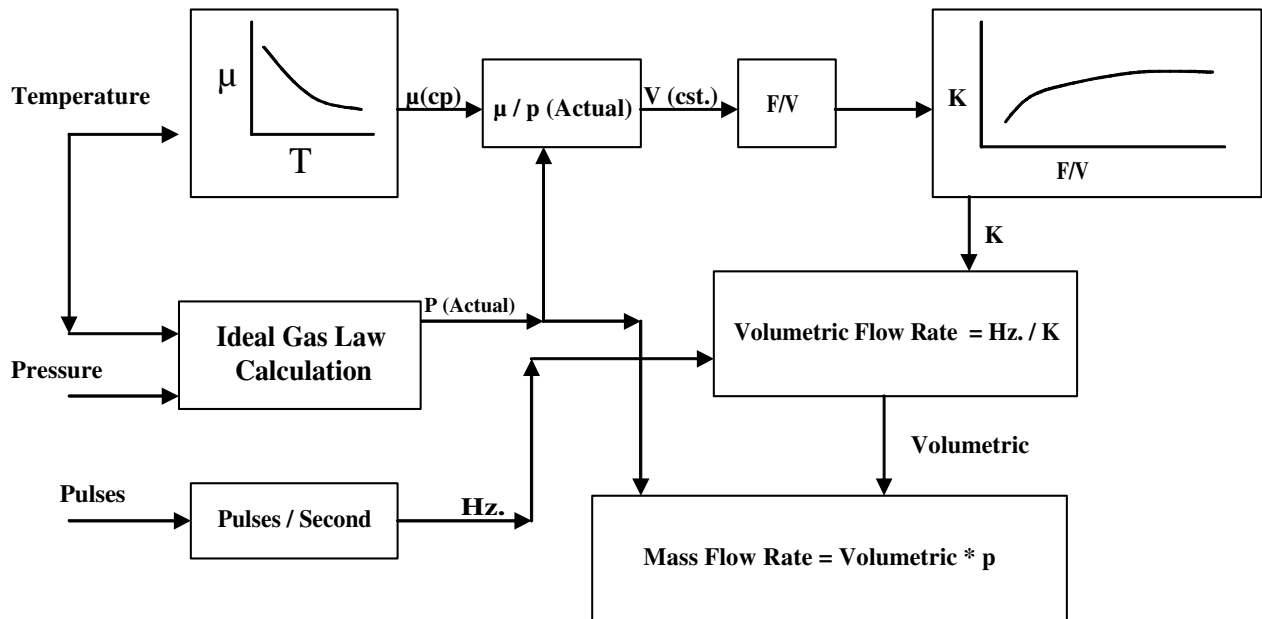 Temperature
μ
T
μ(cp)
μ / p (Actual)
V (cst.)
F/V
K
F/V
K
Ideal Gas Law
Calculation
P (Actual)
Pressure
Volumetric Flow Rate = Hz. / K
Volumetric
Pulses
Pulses / Second
Hz.
Mass Flow Rate = Volumetric * p